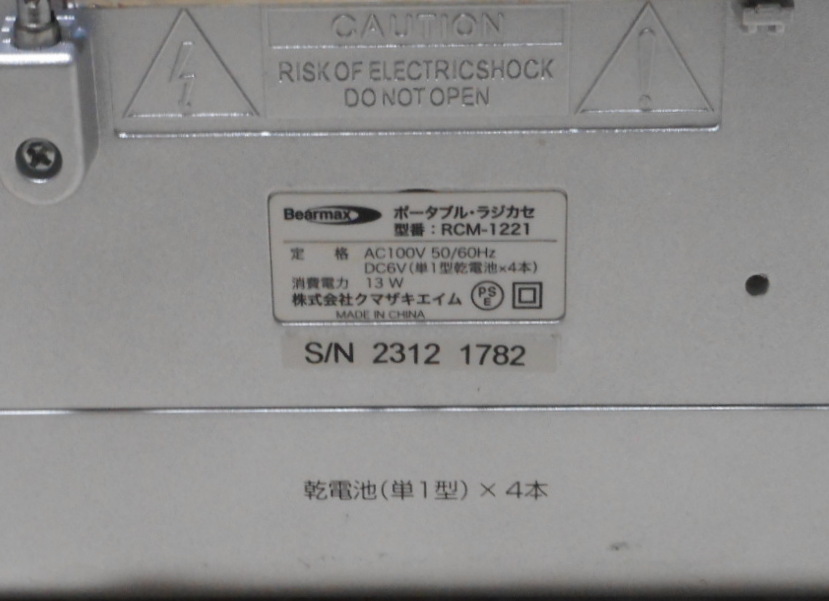 CAUTION
RISK OF ELECTRIC SHOCK
DO NOT OPEN
Bearmax ポータブル・ラジカセ
型番：RCM-1221
定 格 AC100V 50/60Hz
DC6V(単1型乾電池×4本)
消費電力 13 W
株式会社クマザキエイム PSE
MADE IN CHINA
S/N 2312 1782
乾電池(単1型) × 4本